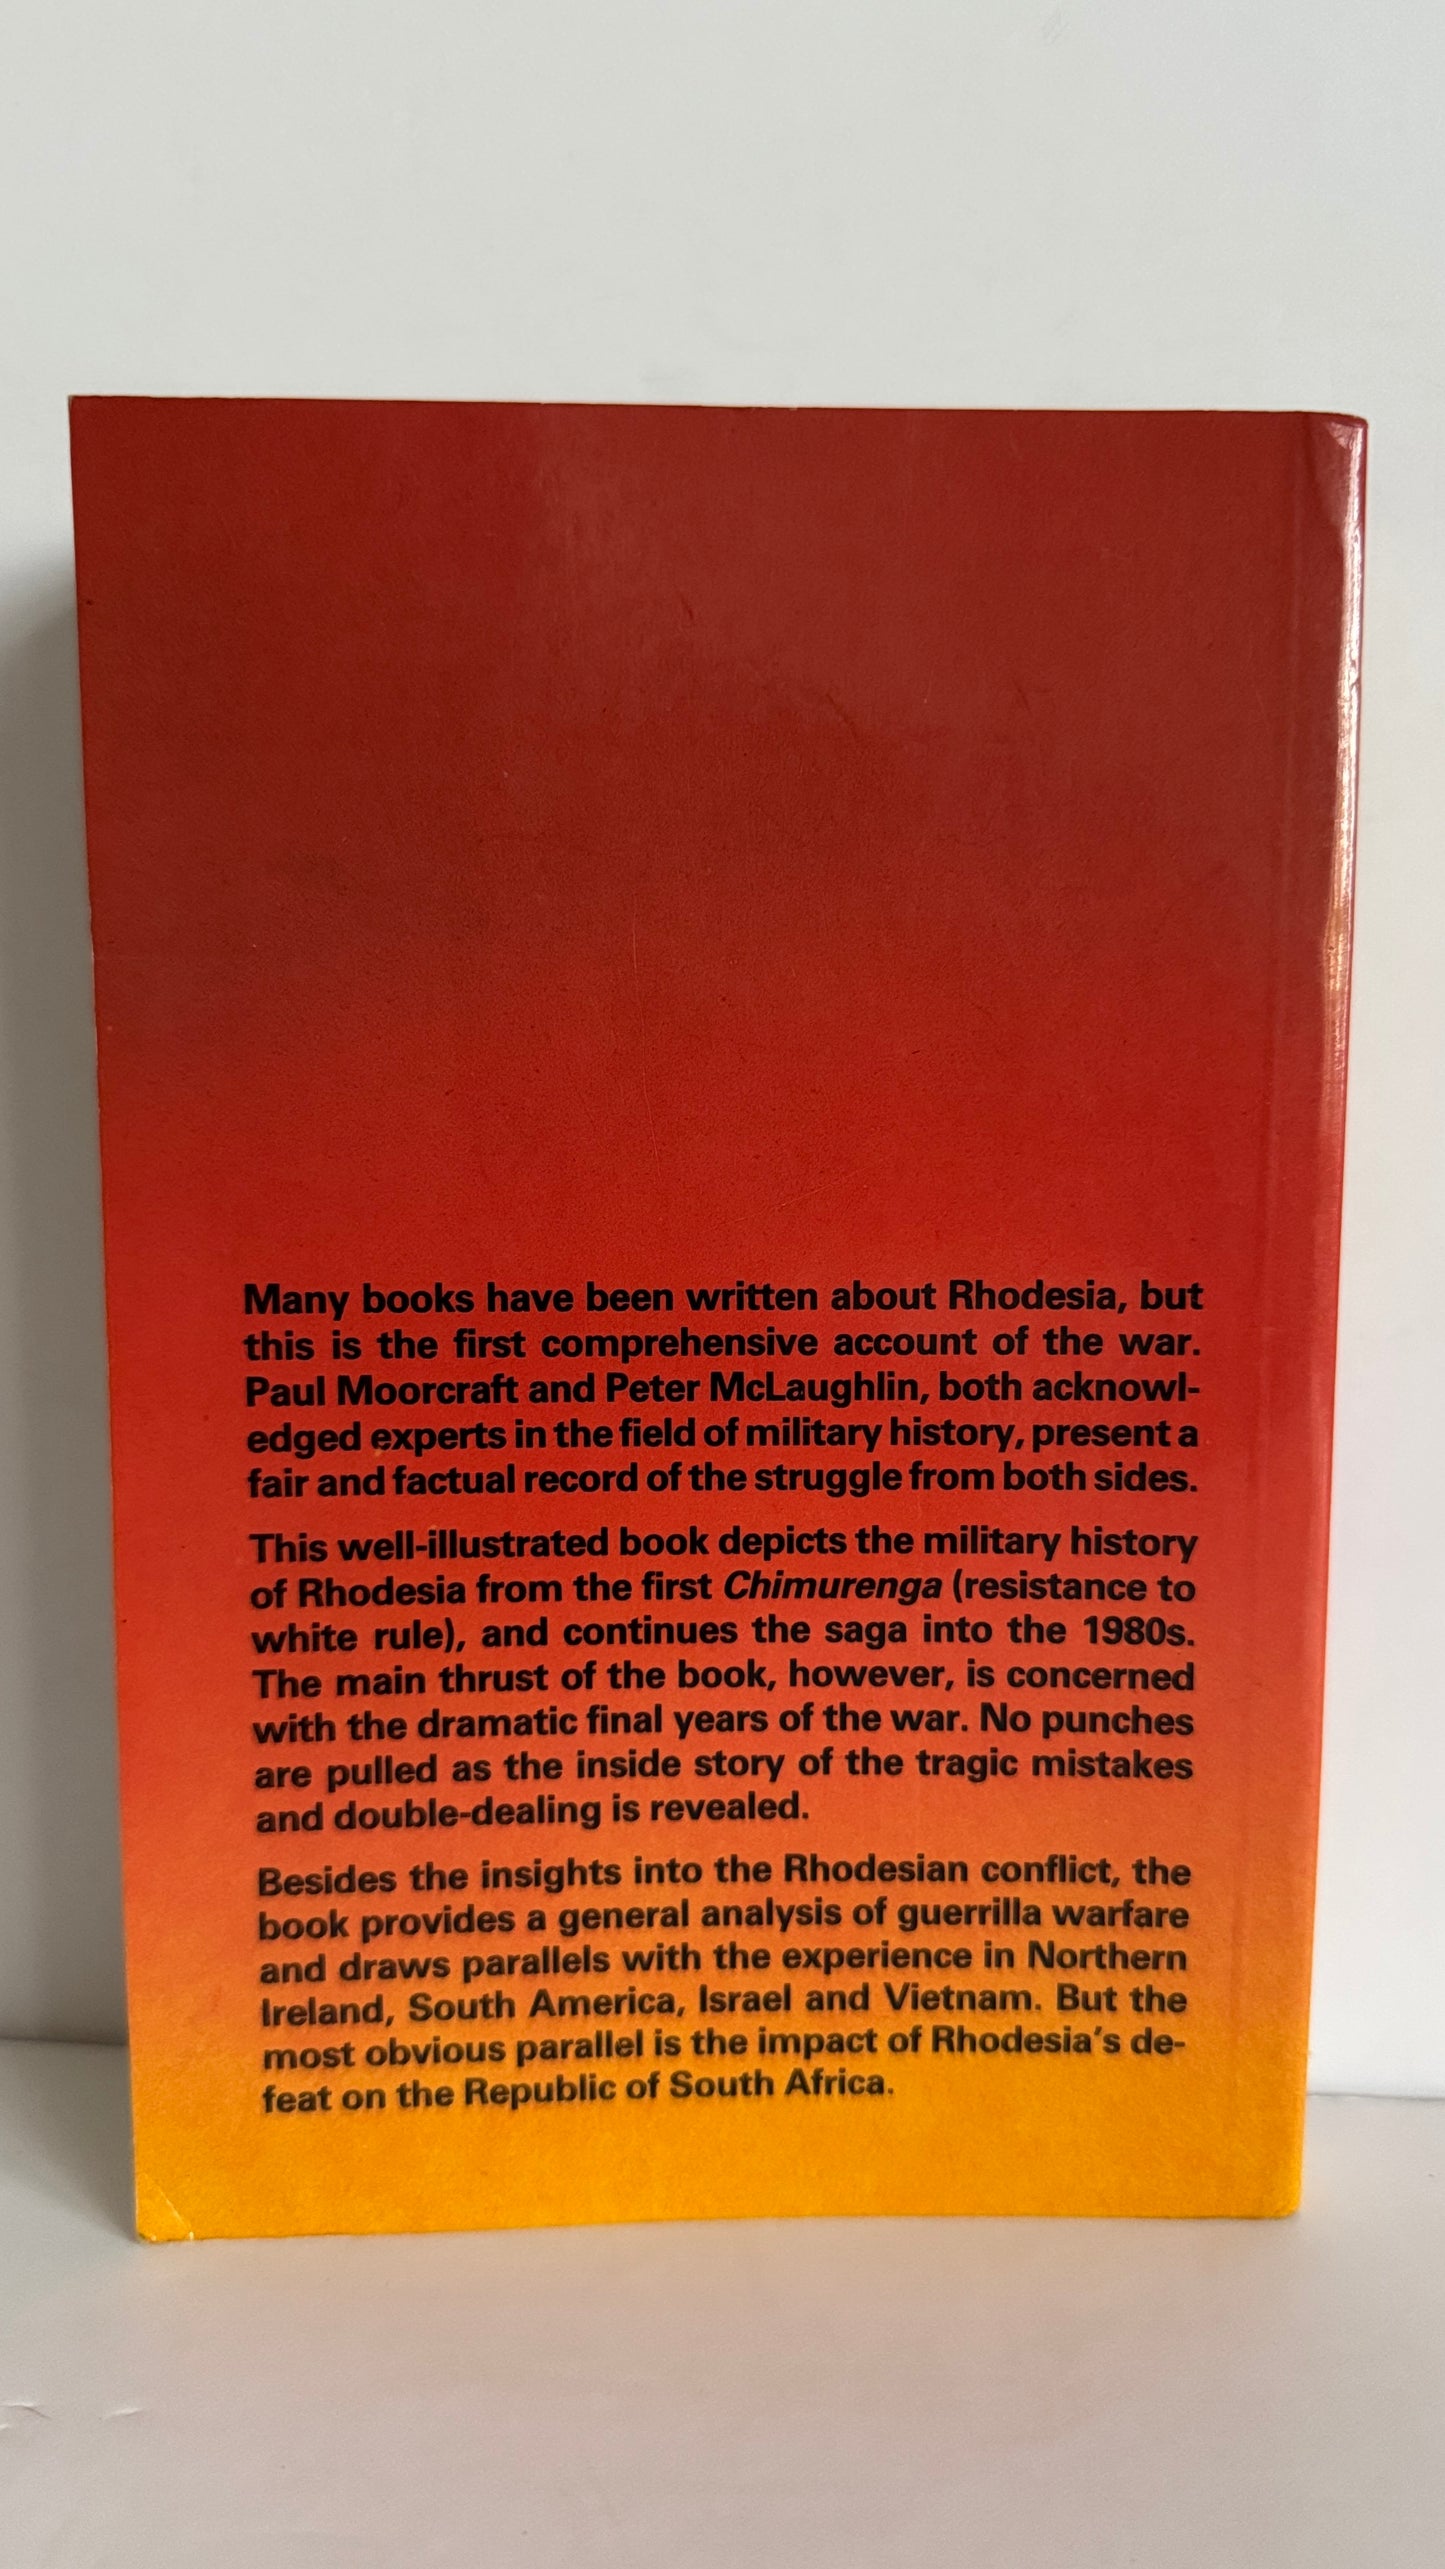 Many books have been written about Rhodesia, but
this is the first comprehensive account of the war.
Paul Moorcraft and Peter McLaughlin, both acknowl-
edged experts in the field of military history, present a
fair and factual record of the struggle from both sides.
This well-illustrated book depicts the military history
of Rhodesia from the first Chimurenga (resistance to
white rule), and continues the saga into the 1980s.
The main thrust of the book, however, is concerned
with the dramatic final years of the war. No punches
are pulled as the inside story of the tragic mistakes
and double-dealing is revealed.
Besides the insights into the Rhodesian conflict, the
book provides a general analysis of guerrilla warfare
and draws parallels with the experience in Northern
Ireland, South America, Israel and Vietnam. But the
most obvious parallel is the impact of Rhodesia's de-
feat on the Republic of South Africa.